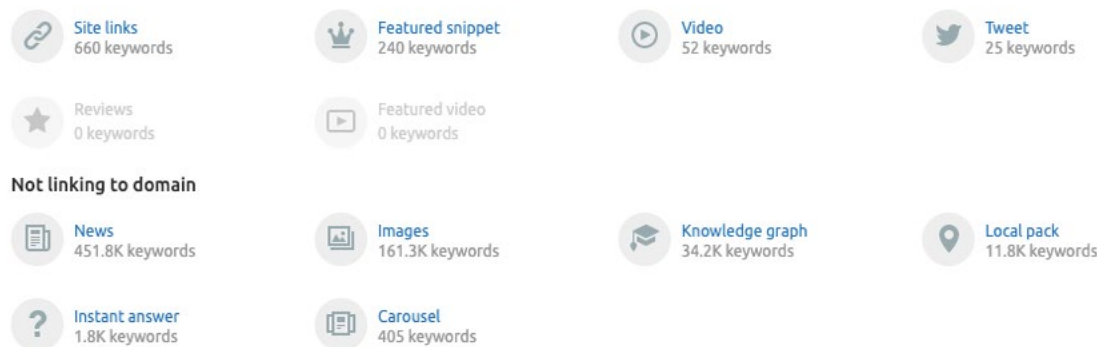 Site links
660 keywords
Featured snippet
240 keywords
Video
52 keywords
Tweet
25 keywords
Reviews
0 keywords
Featured video
0 keywords
Not linking to domain
News
451.8K keywords
Images
161.3K keywords
Knowledge graph
34.2K keywords
Local pack
11.8K keywords
Instant answer
1.8K keywords
Carousel
405 keywords